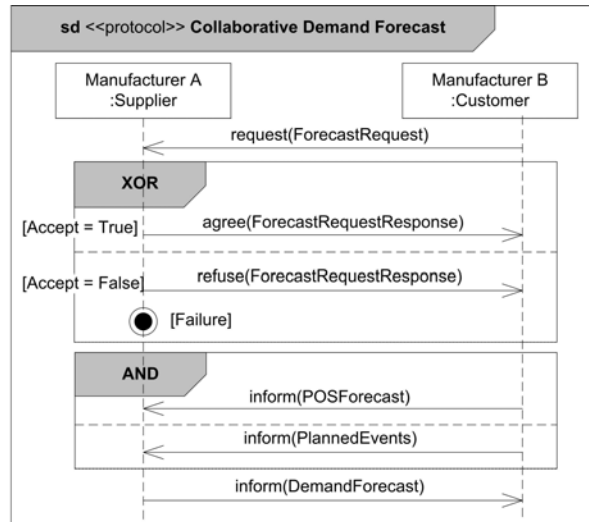 sd <<protocol>> Collaborative Demand Forecast
Manufacturer A
:Supplier
Manufacturer B
:Customer
request(ForecastRequest)
XOR
[Accept = True]
agree(ForecastRequestResponse)
[Accept = False]
refuse(ForecastRequestResponse)
[Failure]
AND
inform(POSForecast)
inform(PlannedEvents)
inform(DemandForecast)